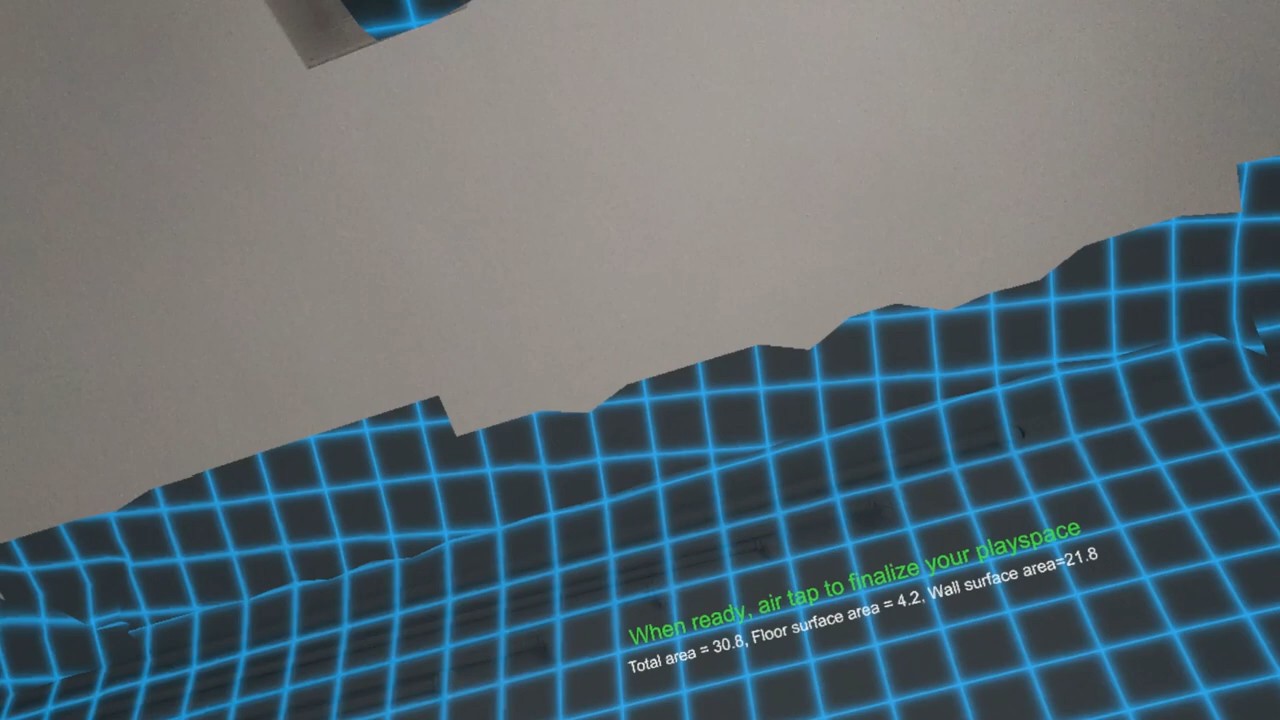 When ready, air tap to finalize your playspace
Total area = 30.8, Floor surface area = 4.2, Wall surface area=21.8